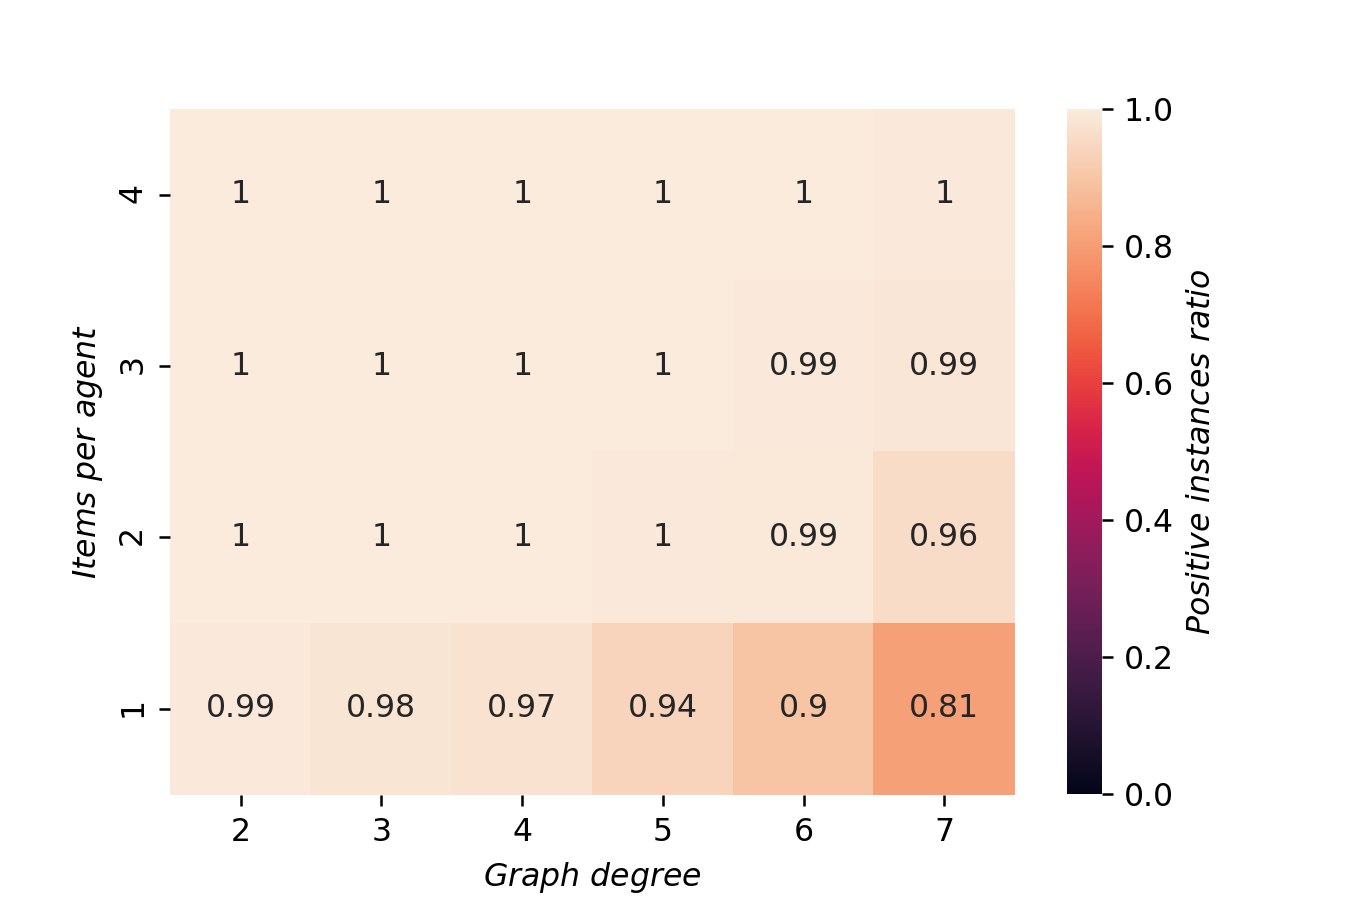 1.0
4 1 1 1 1 1 1
0.8
3 1 1 1 1 0.99 0.99
0.6
Items per agent
Positive instances ratio
2 1 1 1 1 0.99 0.96
0.4
0.2
1 0.99 0.98 0.97 0.94 0.9 0.81
0.0
2 3 4 5 6 7
Graph degree